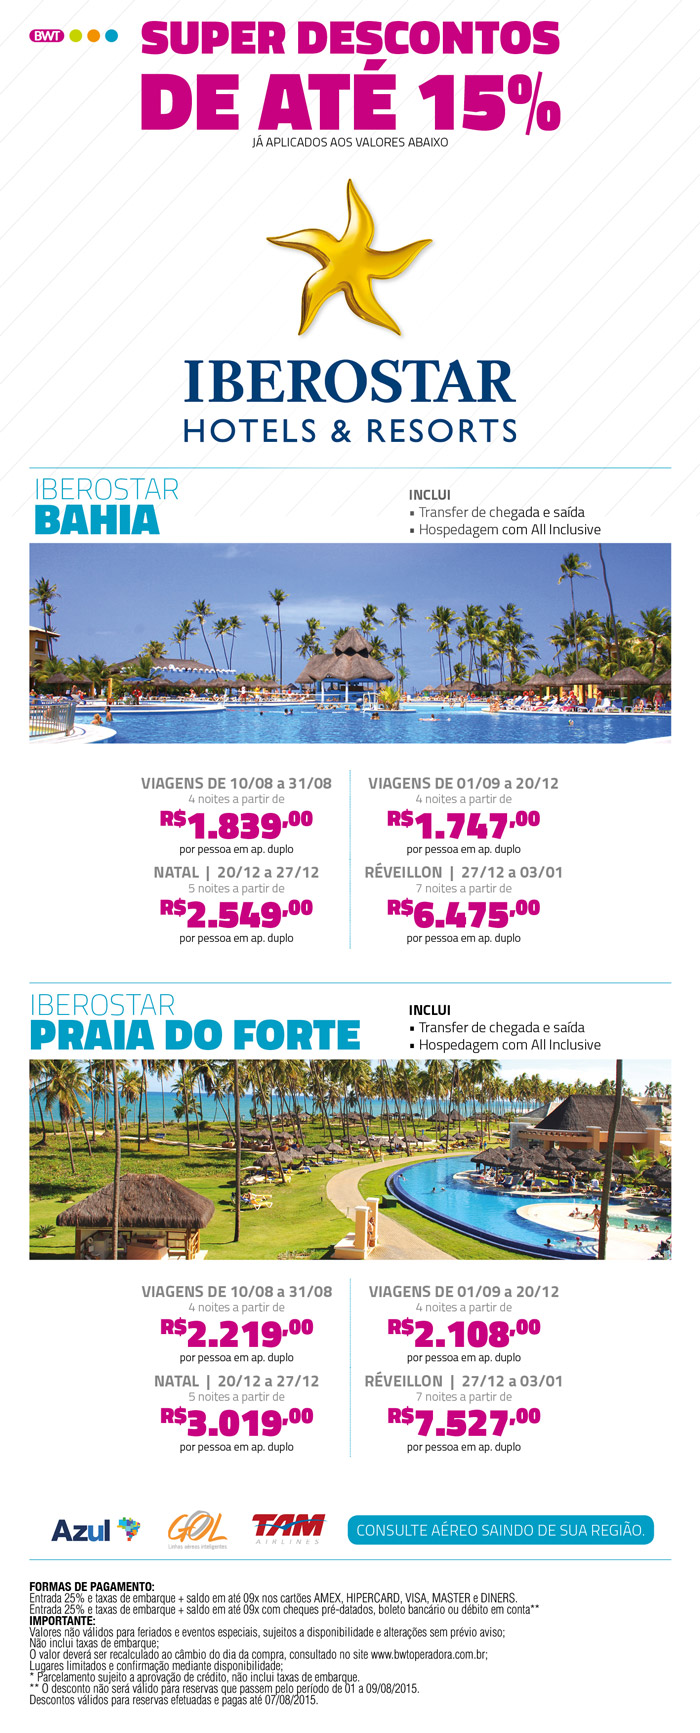 BWT
SUPER DESCONTOS
DE ATÉ 15%
JÁ APLICADOS AOS VALORES ABAIXO
IBEROSTAR
HOTELS & RESORTS
IBEROSTAR
BAHIA
INCLUI
• Transfer de chegada e saída
• Hospedagem com All Inclusive
VIAGENS DE 10/08 a 31/08
4 noites a partir de
R$1.839,00
por pessoa em ap. duplo
VIAGENS DE 01/09 a 20/12
4 noites a partir de
R$1.747,00
por pessoa em ap. duplo
NATAL | 20/12 a 27/12
5 noites a partir de
R$2.549,00
por pessoa em ap. duplo
RÉVEILLON | 27/12 a 03/01
7 noites a partir de
R$6.475,00
por pessoa em ap. duplo
IBEROSTAR
PRAIA DO FORTE
INCLUI
• Transfer de chegada e saída
• Hospedagem com All Inclusive
VIAGENS DE 10/08 a 31/08
4 noites a partir de
R$2.219,00
por pessoa em ap. duplo
VIAGENS DE 01/09 a 20/12
4 noites a partir de
R$2.108,00
por pessoa em ap. duplo
NATAL | 20/12 a 27/12
5 noites a partir de
R$3.019,00
por pessoa em ap. duplo
RÉVEILLON | 27/12 a 03/01
7 noites a partir de
R$7.527,00
por pessoa em ap. duplo
Azul
GOL
Linhas aéreas inteligentes
TAM
AIRLINES
CONSULTE AÉREO SAINDO DE SUA REGIÃO.
FORMAS DE PAGAMENTO:
Entrada 25% e taxas de embarque + saldo em até 09x nos cartões AMEX, HIPERCARD, VISA, MASTER e DINERS.
Entrada 25% e taxas de embarque + saldo em até 09x com cheques pré-datados, boleto bancário ou débito em conta**
IMPORTANTE:
Valores não válidos para feriados e eventos especiais, sujeitos a disponibilidade e alterações sem prévio aviso;
Não inclui taxas de embarque;
O valor deverá ser recalculado ao câmbio do dia da compra, consultado no site www.bwtoperadora.com.br;
Lugares limitados e confirmação mediante disponibilidade;
* Parcelamento sujeito a aprovação de crédito, não inclui taxas de embarque.
** O desconto não será válido para reservas que passem pelo período de 01 a 09/08/2015.
Descontos válidos para reservas efetuadas e pagas até 07/08/2015.